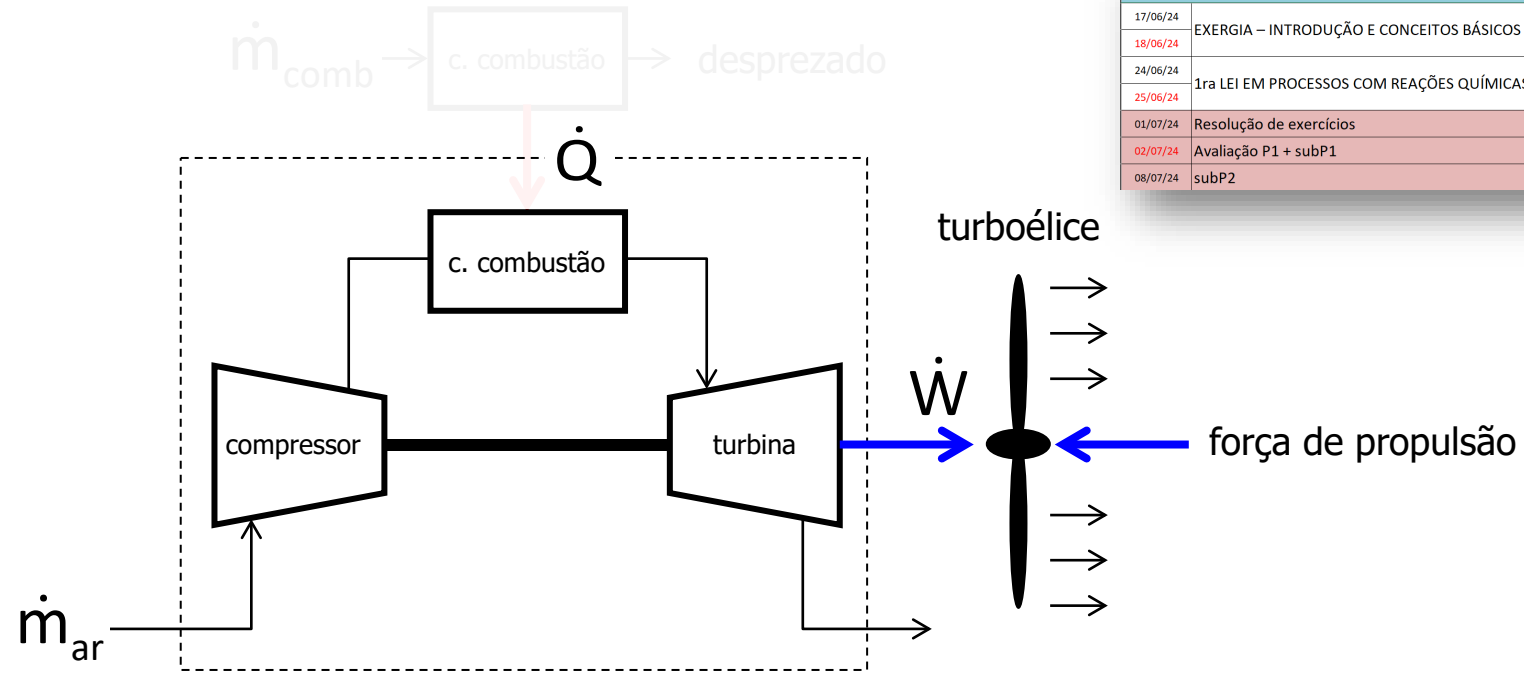 17/06/24
EXERGIA – INTRODUÇÃO E CONCEITOS BÁSICOS
18/06/24
24/06/24
1ra LEI EM PROCESSOS COM REAÇÕES QUÍMICAS
25/06/24
01/07/24 Resolução de exercícios
02/07/24 Avaliação P1 + subP1
08/07/24 subP2
ṁcomb
c. combustão
desprezado
Q̇
c. combustão
turboélice
compressor
turbina
Ẇ
força de propulsão
ṁar